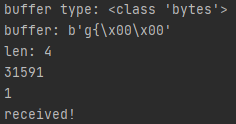 buffer type: <class 'bytes'>
buffer: b'g{\x00\x00'
len: 4
31591
1
received!